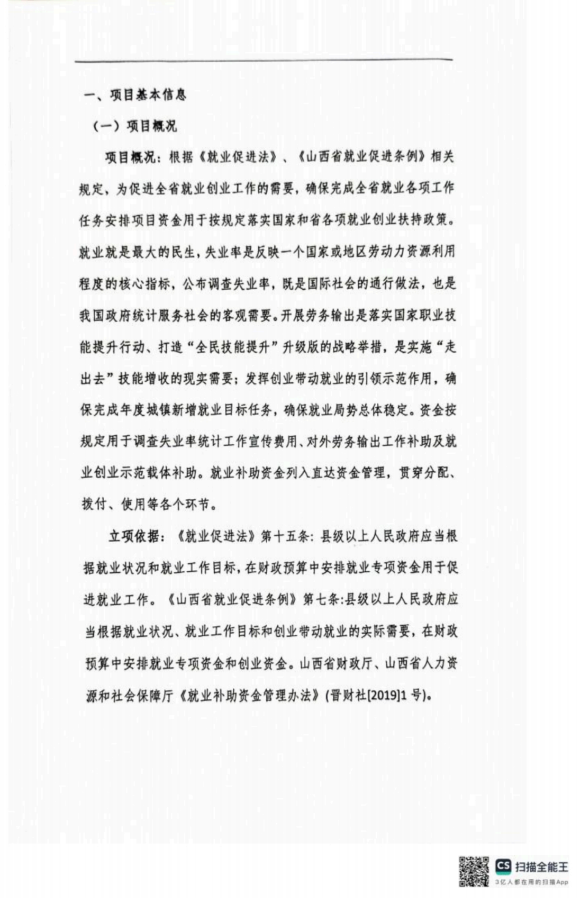 一、项目基本信息
（一）项目概况
项目概况：根据《就业促进法》、《山西省就业促进条例》相关
规定，为促进全省就业创业工作的需要，确保完成全省就业各项工作
任务安排项目资金用于按规定落实国家和省各项就业创业扶持政策。
就业就是最大的民生，失业率是反映一个国家或地区劳动力资源利用
程度的核心指标，公布调查失业率，既是国际社会的通行做法，也是
我国政府统计服务社会的客观需要。开展劳务输出是落实国家职业技
能提升行动、打造“全民技能提升”升级版的战略举措，是实施“走
出去”技能增收的现实需要；发挥创业带动就业的引领示范作用，确
保完成年度城镇新增就业目标任务，确保就业局势总体稳定。资金按
规定用于调查失业率统计工作宣传费用、对外劳务输出工作补助及就
业创业示范载体补助。就业补助资金列入直达资金管理，贯穿分配、
拨付、使用等各个环节。
立项依据：《就业促进法》第十五条：县级以上人民政府应当根
据就业状况和就业工作目标，在财政预算中安排就业专项资金用于促
进就业工作。《山西省就业促进条例》第七条：县级以上人民政府应
当根据就业状况、就业工作目标和创业带动就业的实际需要，在财政
预算中安排就业专项资金和创业资金。山西省财政厅、山西省人力资
源和社会保障厅《就业补助资金管理办法》(晋财社[2019]1 号)。
CS 扫描全能王
3亿人都在用的扫描App